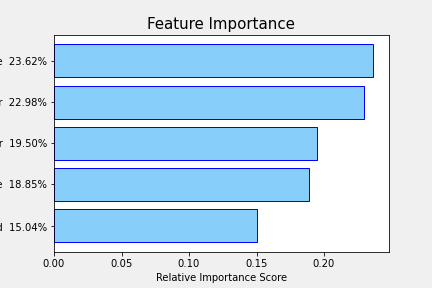 Feature Importance
e 23.62%
r 22.98%
r 19.50%
e 18.85%
d 15.04%
0.00 0.05 0.10 0.15 0.20
Relative Importance Score